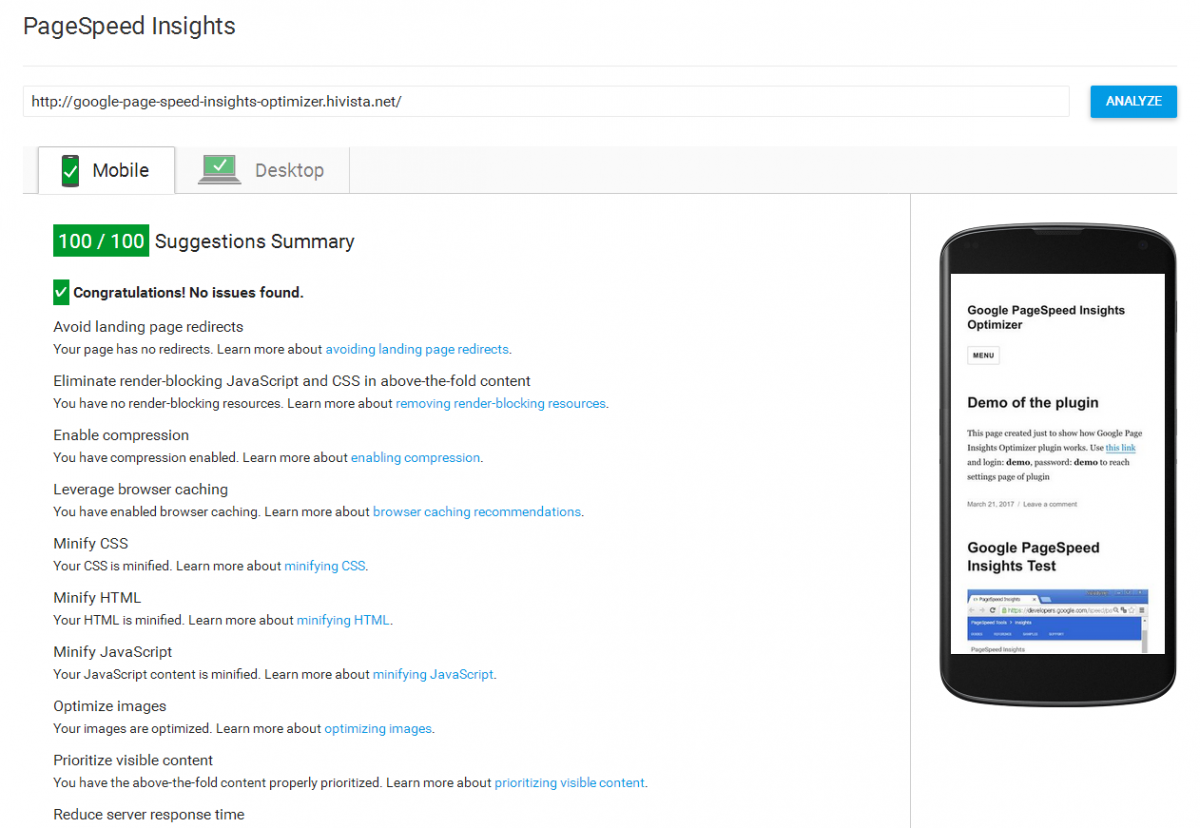 PageSpeed Insights
http://google-page-speed-insights-optimizer.hivista.net/
ANALYZE
Mobile
Desktop
100 / 100 Suggestions Summary
Congratulations! No issues found.
Avoid landing page redirects
Your page has no redirects. Learn more about avoiding landing page redirects.
Eliminate render-blocking JavaScript and CSS in above-the-fold content
You have no render-blocking resources. Learn more about removing render-blocking resources.
Enable compression
You have compression enabled. Learn more about enabling compression.
Leverage browser caching
You have enabled browser caching. Learn more about browser caching recommendations.
Minify CSS
Your CSS is minified. Learn more about minifying CSS.
Minify HTML
Your HTML is minified. Learn more about minifying HTML.
Minify JavaScript
Your JavaScript content is minified. Learn more about minifying JavaScript.
Optimize images
Your images are optimized. Learn more about optimizing images.
Prioritize visible content
You have the above-the-fold content properly prioritized. Learn more about prioritizing visible content.
Reduce server response time
Google PageSpeed Insights
Optimizer
MENU
Demo of the plugin
This page created just to show how Google Page
Insights Optimizer plugin works. Use this link
and login: demo, password: demo to reach
settings page of plugin
March 21, 2017 / Leave a comment
Google PageSpeed
Insights Test
PageSpeed Insights
https://developers.google.com/speed/pa
PageSpeed Tools > Insights
PageSpeed Insights